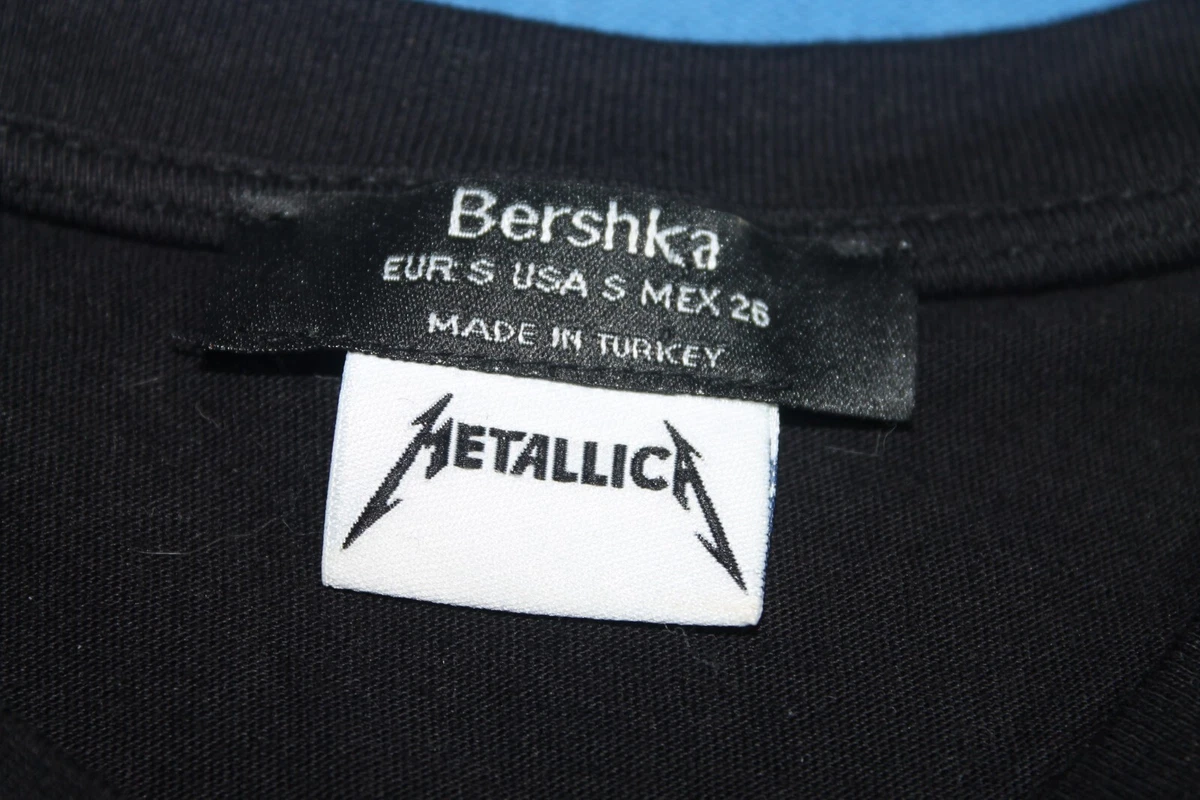 Bershka
EUR S USA S MEX 26
MADE IN TURKEY
METALLICA